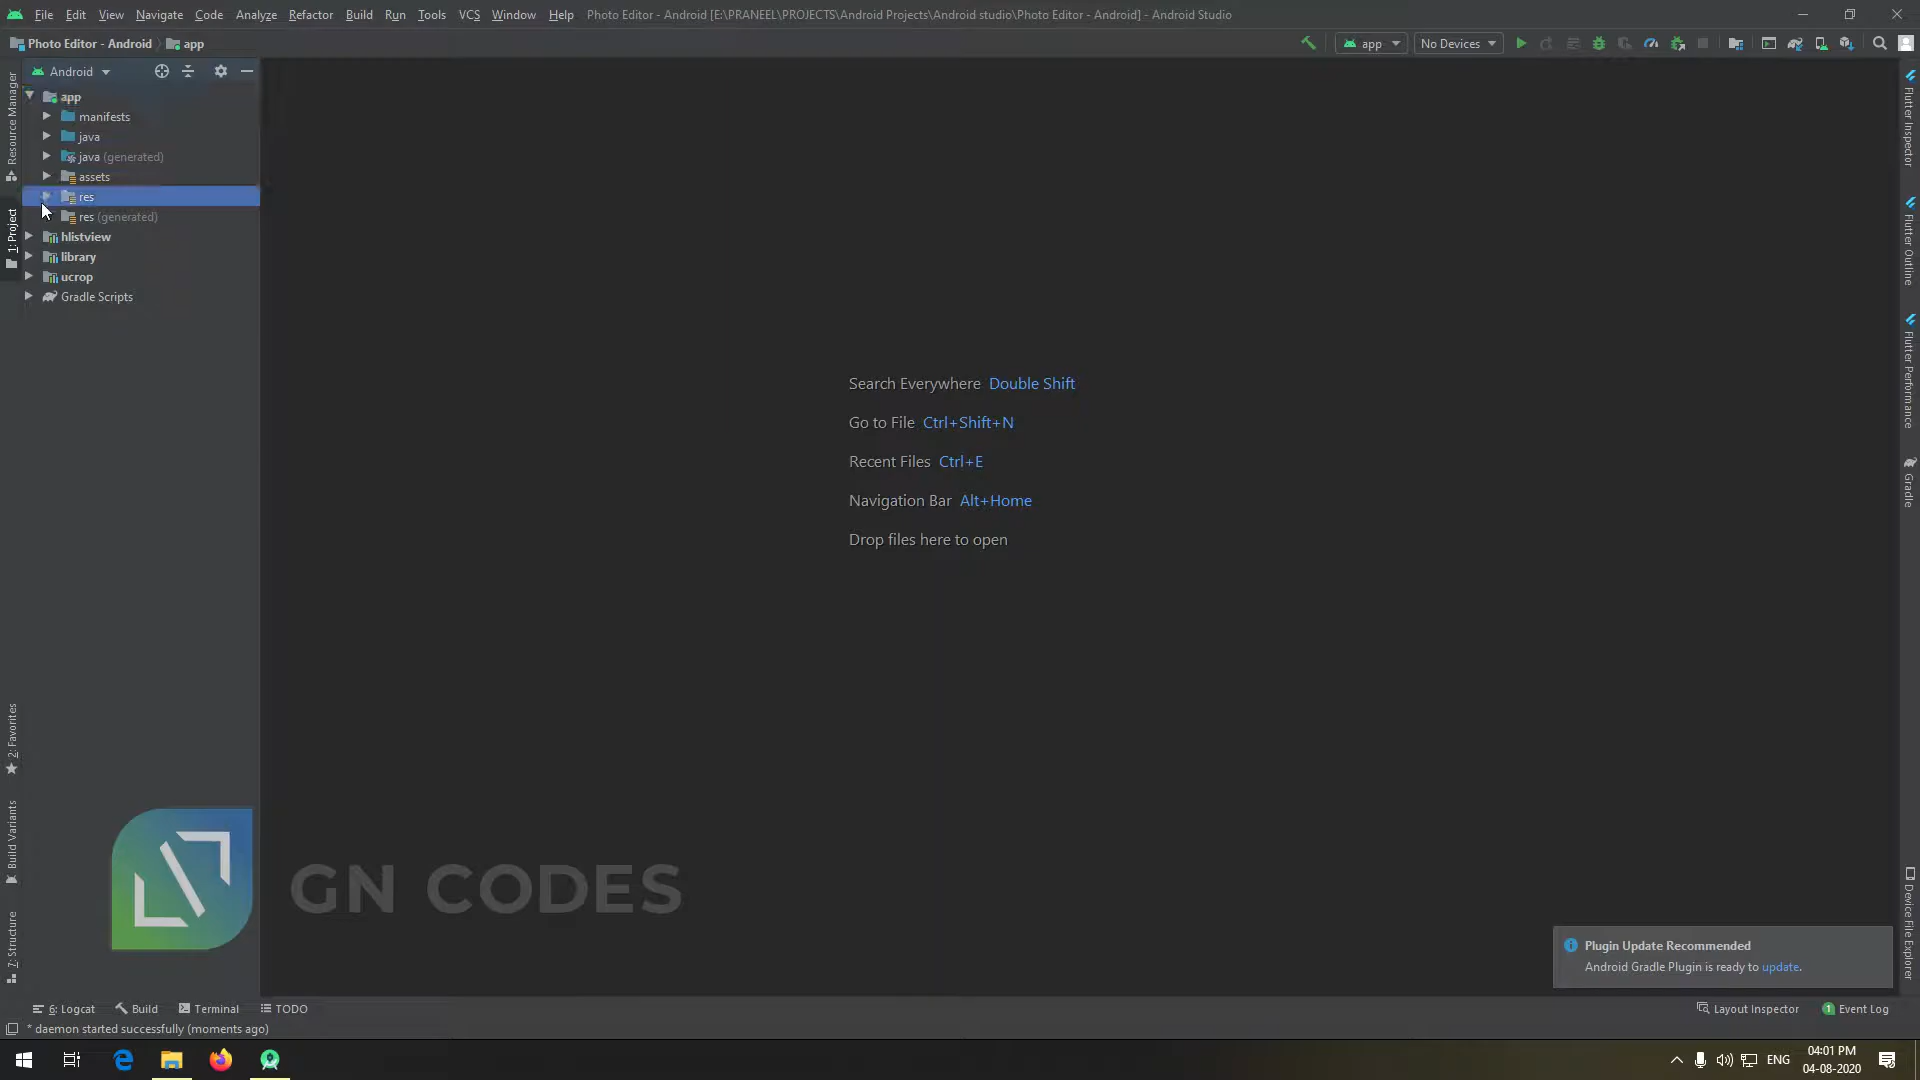 File Edit View Navigate Code Analyze Refactor Build Run Tools VCS Window Help Photo Editor - Android [E:\PRANEEL\PROJECTS\Android Projects\Android studio\Photo Editor - Android] - Android Studio
Photo Editor - Android app
app No Devices
Android
app
manifests
java
java (generated)
assets
res
res (generated)
hlistview
library
ucrop
Gradle Scripts
Resource Manager
1: Project
2: Favorites
Build Variants
7: Structure
Search Everywhere Double Shift
Go to File Ctrl+Shift+N
Recent Files Ctrl+E
Navigation Bar Alt+Home
Drop files here to open
Flutter Inspector
Flutter Outline
Flutter Performance
Gradle
Device File Explorer
GN CODES
Plugin Update Recommended
Android Gradle Plugin is ready to update.
6: Logcat Build Terminal TODO
Layout Inspector 1 Event Log
* daemon started successfully (moments ago)
ENG
04:01 PM
04-08-2020